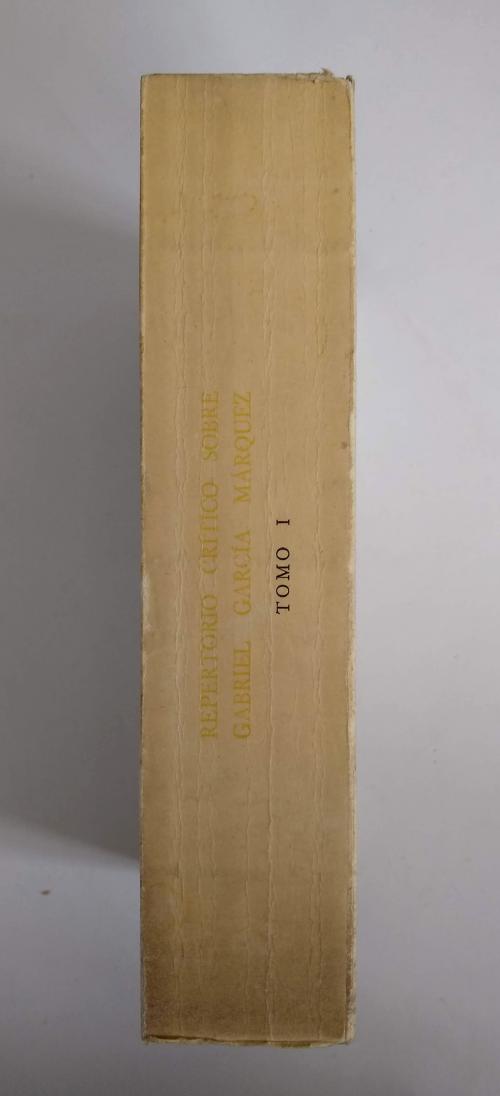 REPERTORIO CRÍTICO SOBRE
GABRIEL GARCÍA MÁRQUEZ
TOMO I